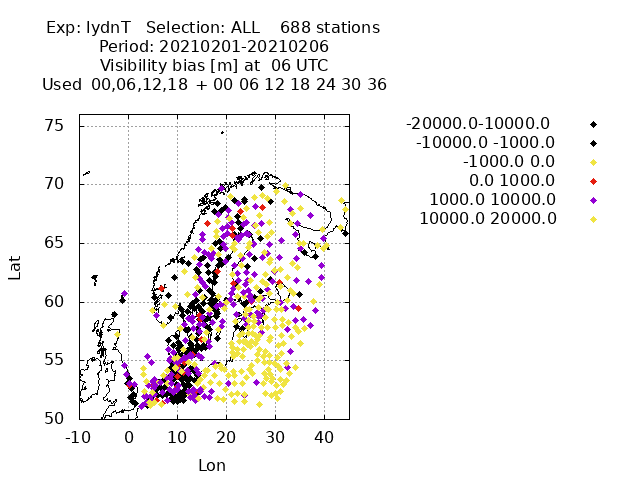 Exp: IydnT   Selection: ALL    688 stations
Period: 20210201-20210206
Visibility bias [m] at  06 UTC
Used  00,06,12,18  + 00 06 12 18 24 30 36
-20000.0-10000.0
-10000.0 -1000.0
-1000.0 0.0
0.0 1000.0
1000.0 10000.0
10000.0 20000.0
75
70
65
60
55
50
Lat
-10 0 10 20 30 40
Lon